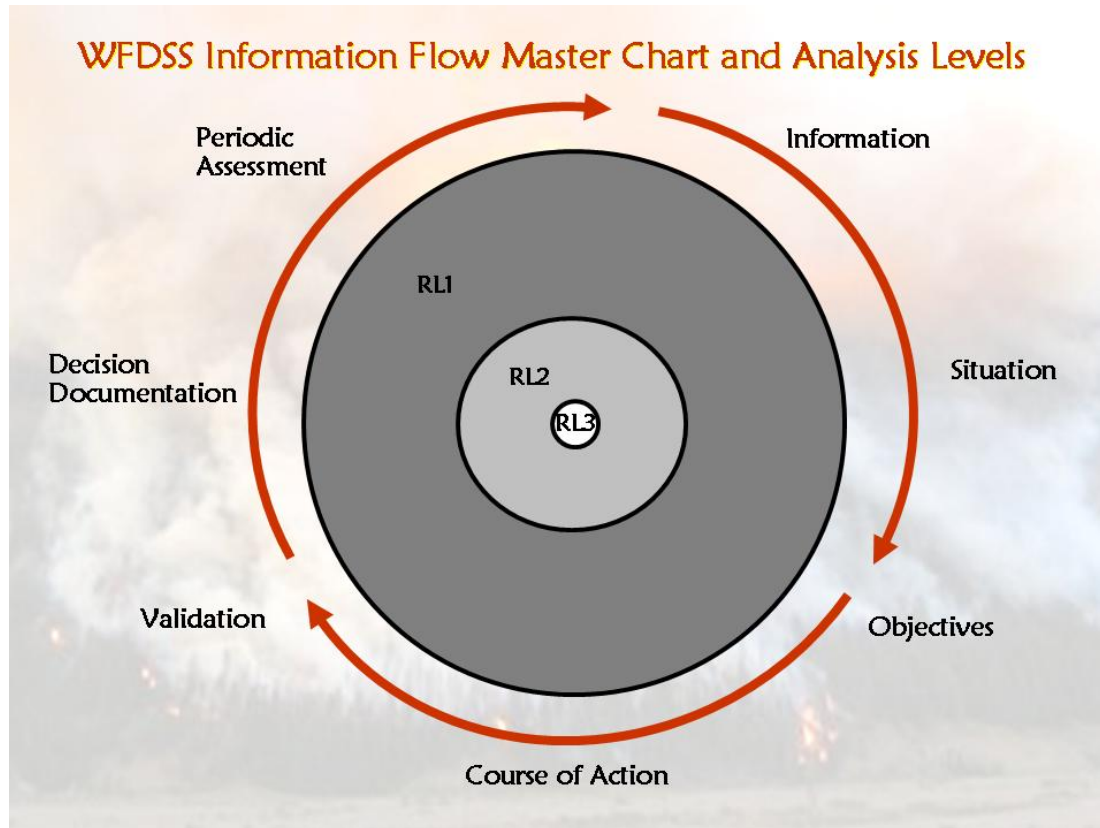 WFDSS Information Flow Master Chart and Analysis Levels
Periodic
Assessment
Information
RL1
Decision
Documentation
RL2
Situation
RL3
Validation
Objectives
Course of Action